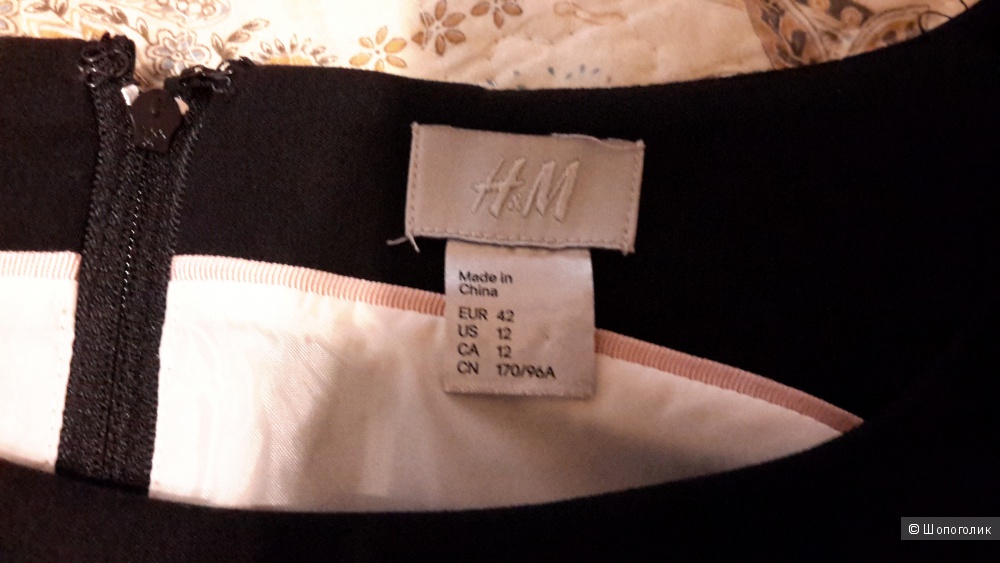 H&M
Made in
China
EUR 42
US 12
CA 12
CN 170/96A
© Шопоголик